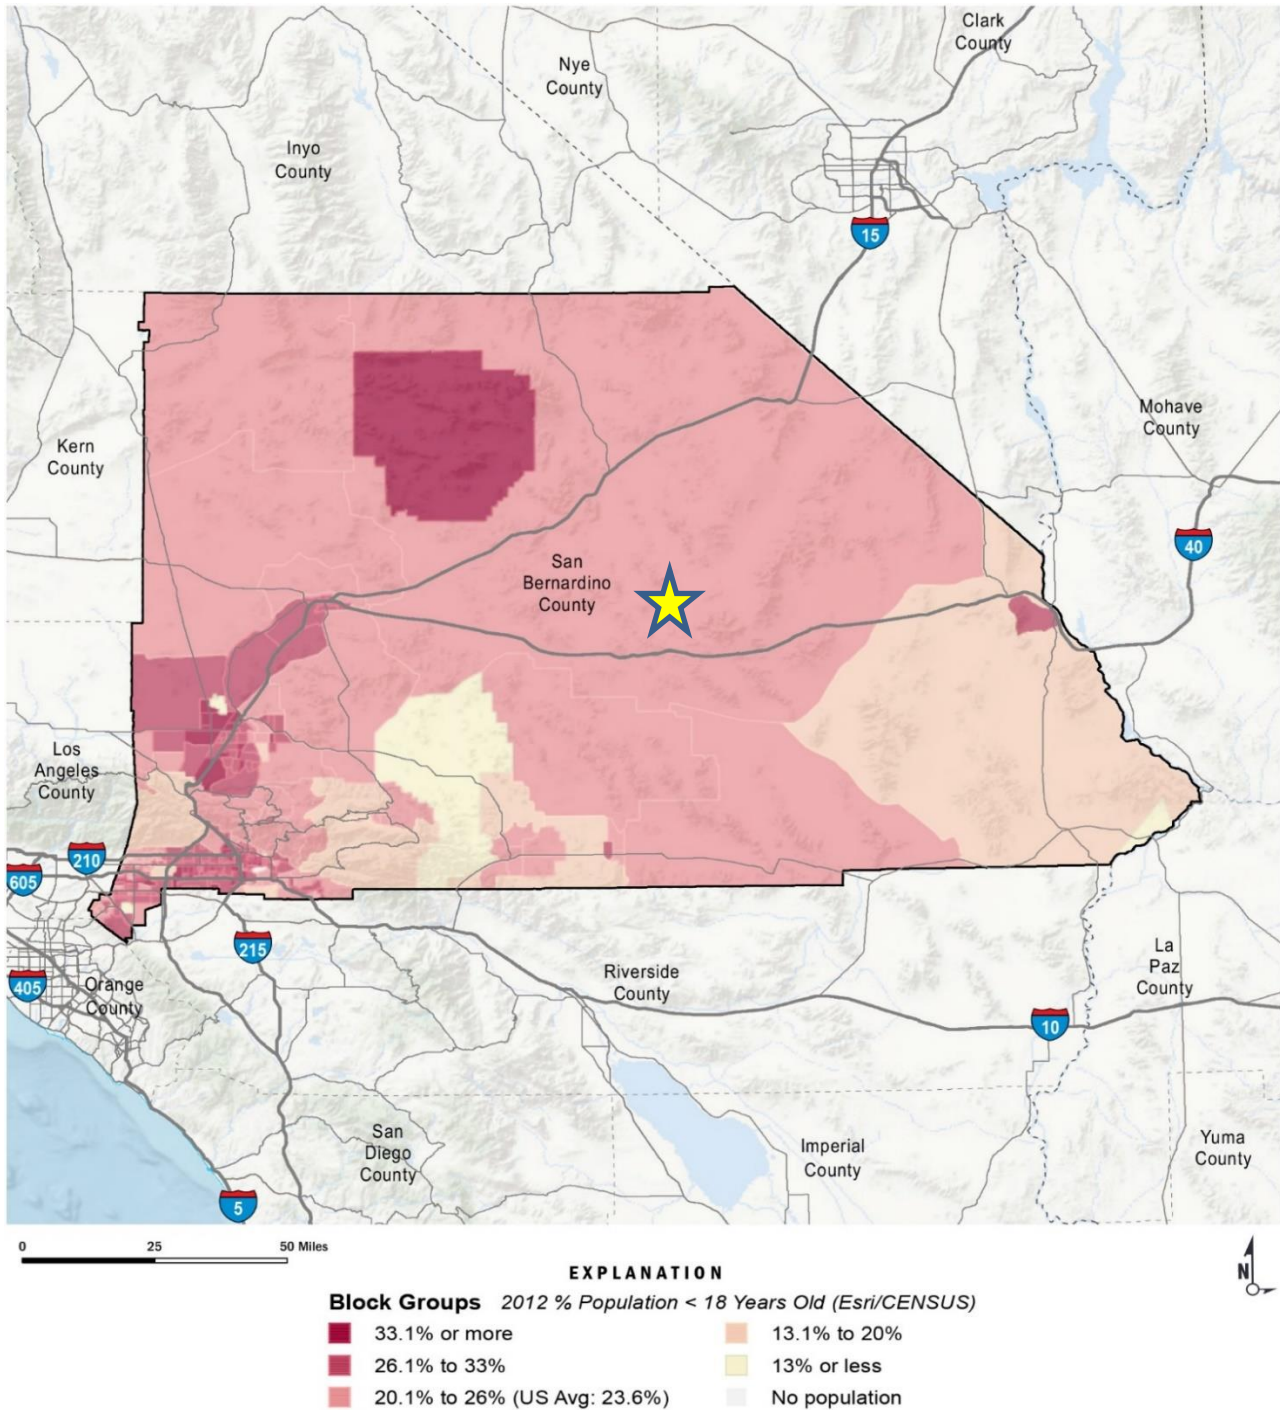 Clark
County
Nye
County
Inyo
County
15
Mohave
County
Kern
County
40
San
Bernardino
County
Los
Angeles
County
210
605
215
405
Orange
County
Riverside
County
La
Paz
County
10
San
Diego
County
Imperial
County
Yuma
County
5
0 25 50 Miles
N
EXPLANATION
Block Groups 2012 % Population < 18 Years Old (Esri/CENSUS)
33.1% or more
13.1% to 20%
26.1% to 33%
13% or less
20.1% to 26% (US Avg: 23.6%)
No population